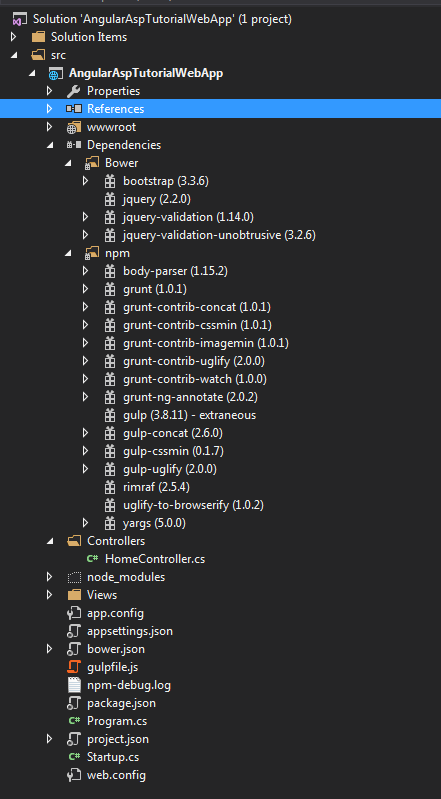 Solution 'AngularAspTutorialWebApp' (1 project)
Solution Items
src
AngularAspTutorialWebApp
Properties
References
wwwroot
Dependencies
Bower
bootstrap (3.3.6)
jquery (2.2.0)
jquery-validation (1.14.0)
jquery-validation-unobtrusive (3.2.6)
npm
body-parser (1.15.2)
grunt (1.0.1)
grunt-contrib-concat (1.0.1)
grunt-contrib-cssmin (1.0.1)
grunt-contrib-imagemin (1.0.1)
grunt-contrib-uglify (2.0.0)
grunt-contrib-watch (1.0.0)
grunt-ng-annotate (2.0.2)
gulp (3.8.11) - extraneous
gulp-concat (2.6.0)
gulp-cssmin (0.1.7)
gulp-uglify (2.0.0)
rimraf (2.5.4)
uglify-to-browserify (1.0.2)
yargs (5.0.0)
Controllers
C# HomeController.cs
node_modules
Views
app.config
appsettings.json
bower.json
gulpfile.js
npm-debug.log
package.json
C# Program.cs
project.json
C# Startup.cs
web.config